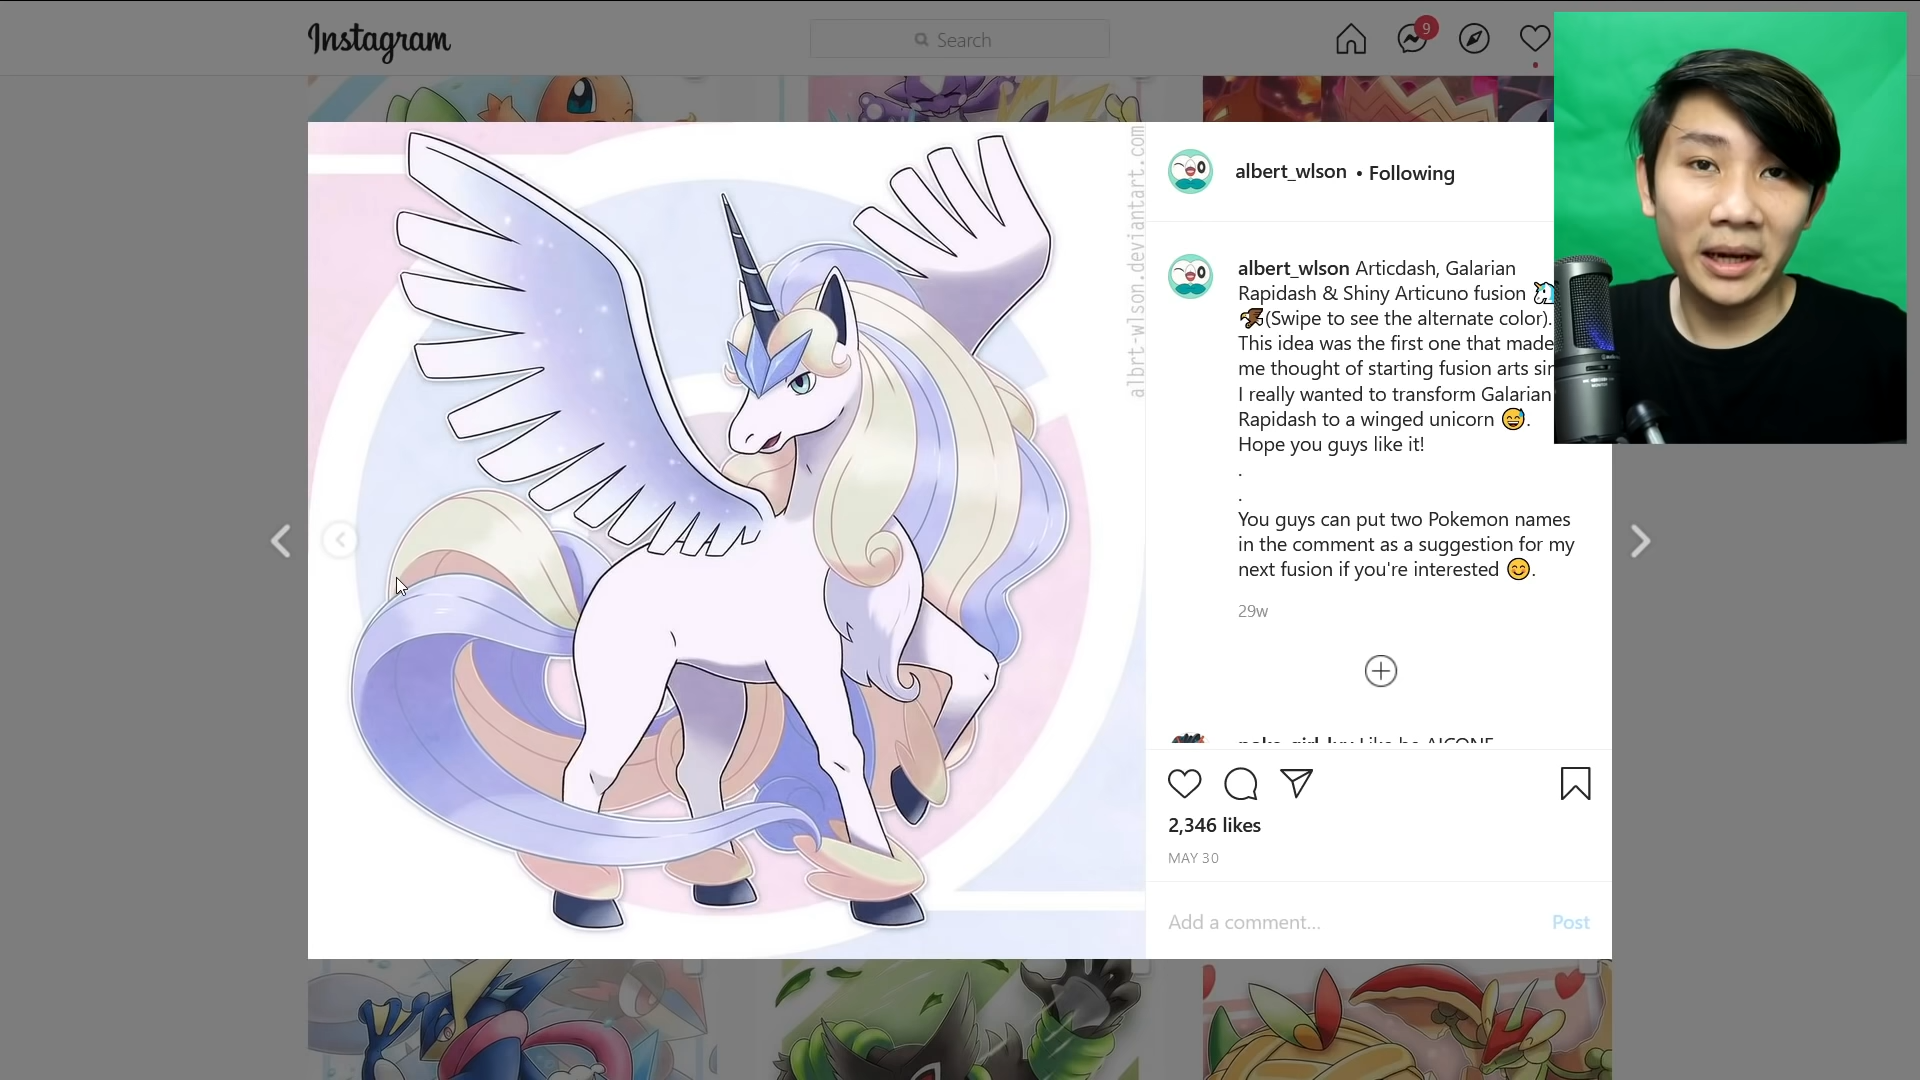 Instagram
Search
9
albrt-wlson.deviantart.com
albert_wlson • Following
albert_wlson Articdash, Galarian
Rapidash & Shiny Articuno fusion
(Swipe to see the alternate color).
This idea was the first one that made
me thought of starting fusion arts
I really wanted to transform Galarian
Rapidash to a winged unicorn 😅.
Hope you guys like it!
.
.
You guys can put two Pokemon names
in the comment as a suggestion for my
next fusion if you're interested 😊.
29w
2,346 likes
MAY 30
Add a comment...
Post